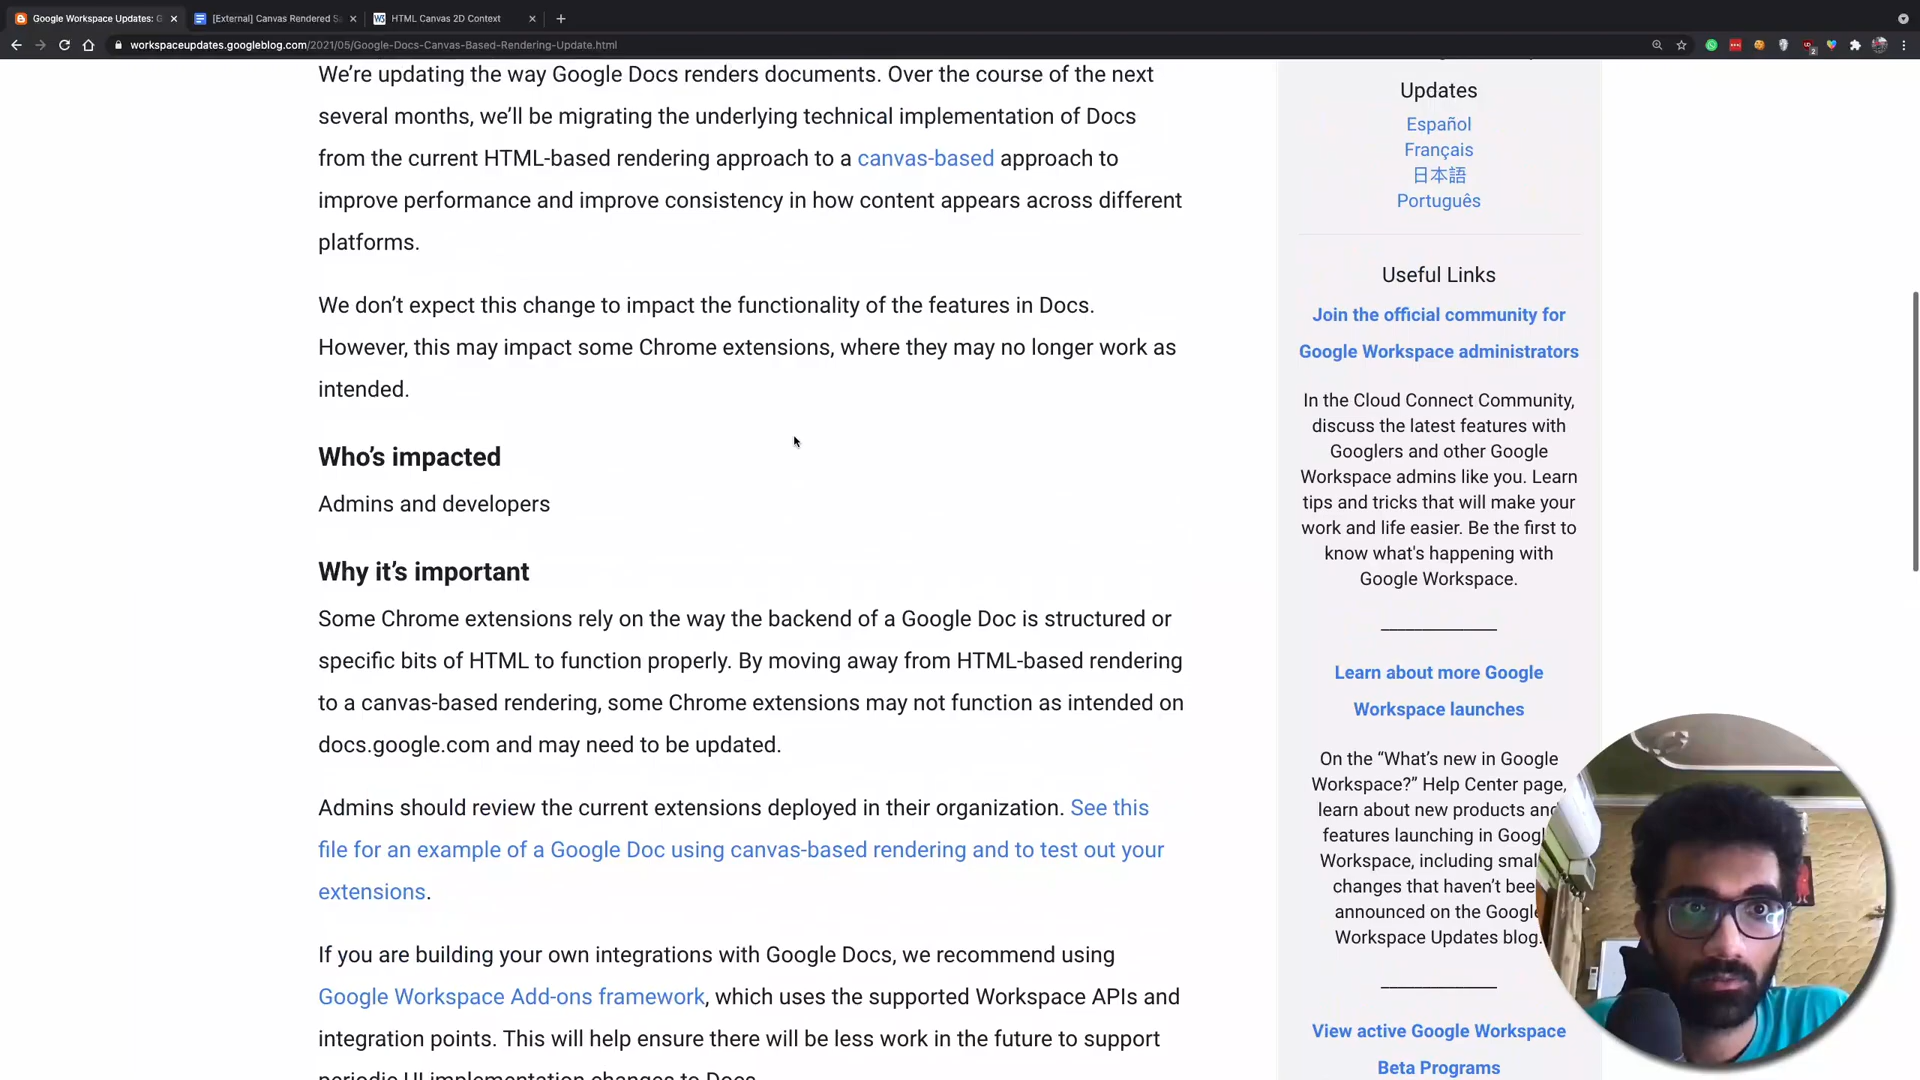 Google Workspace Updates: G
[External] Canvas Rendered Sa
HTML Canvas 2D Context
workspaceupdates.googleblog.com/2021/05/Google-Docs-Canvas-Based-Rendering-Update.html
We’re updating the way Google Docs renders documents. Over the course of the next
several months, we’ll be migrating the underlying technical implementation of Docs
from the current HTML-based rendering approach to a canvas-based approach to
improve performance and improve consistency in how content appears across different
platforms.
We don’t expect this change to impact the functionality of the features in Docs.
However, this may impact some Chrome extensions, where they may no longer work as
intended.
Who’s impacted
Admins and developers
Why it’s important
Some Chrome extensions rely on the way the backend of a Google Doc is structured or
specific bits of HTML to function properly. By moving away from HTML-based rendering
to a canvas-based rendering, some Chrome extensions may not function as intended on
docs.google.com and may need to be updated.
Admins should review the current extensions deployed in their organization. See this
file for an example of a Google Doc using canvas-based rendering and to test out your
extensions.
If you are building your own integrations with Google Docs, we recommend using
Google Workspace Add-ons framework, which uses the supported Workspace APIs and
integration points. This will help ensure there will be less work in the future to support
periodic UI implementation changes to Docs.
Updates
Español
Français
日本語
Português
Useful Links
Join the official community for
Google Workspace administrators
In the Cloud Connect Community,
discuss the latest features with
Googlers and other Google
Workspace admins like you. Learn
tips and tricks that will make your
work and life easier. Be the first to
know what's happening with
Google Workspace.
Learn about more Google
Workspace launches
On the “What’s new in Google
Workspace?” Help Center page,
learn about new products and
features launching in Googl
Workspace, including smal
changes that haven’t bee
announced on the Google
Workspace Updates blog.
View active Google Workspace
Beta Programs